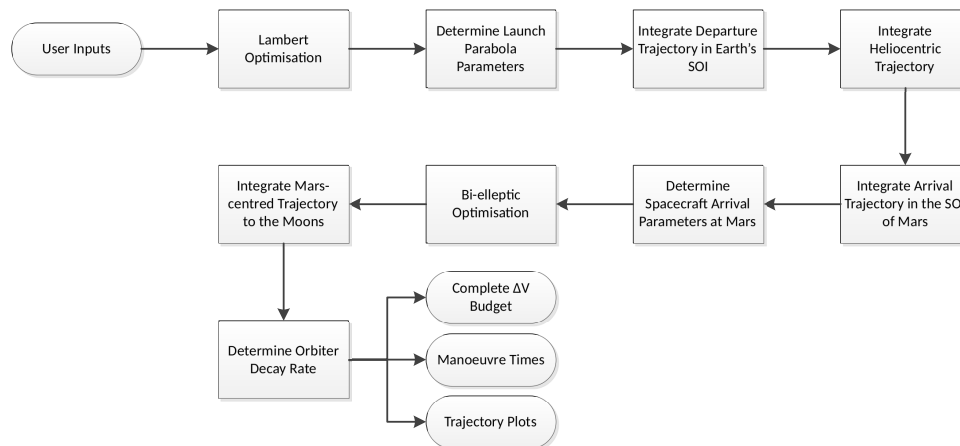 User Inputs
Lambert
Optimisation
Determine Launch
Parabola
Parameters
Integrate Departure
Trajectory in Earth's
SOI
Integrate
Heliocentric
Trajectory
Integrate Arrival
Trajectory in the SO
of Mars
Determine
Spacecraft Arrival
Parameters at Mars
Bi-elleptic
Optimisation
Integrate Mars-
centred Trajectory
to the Moons
Determine Orbiter
Decay Rate
Complete ΔV
Budget
Manoeuvre Times
Trajectory Plots